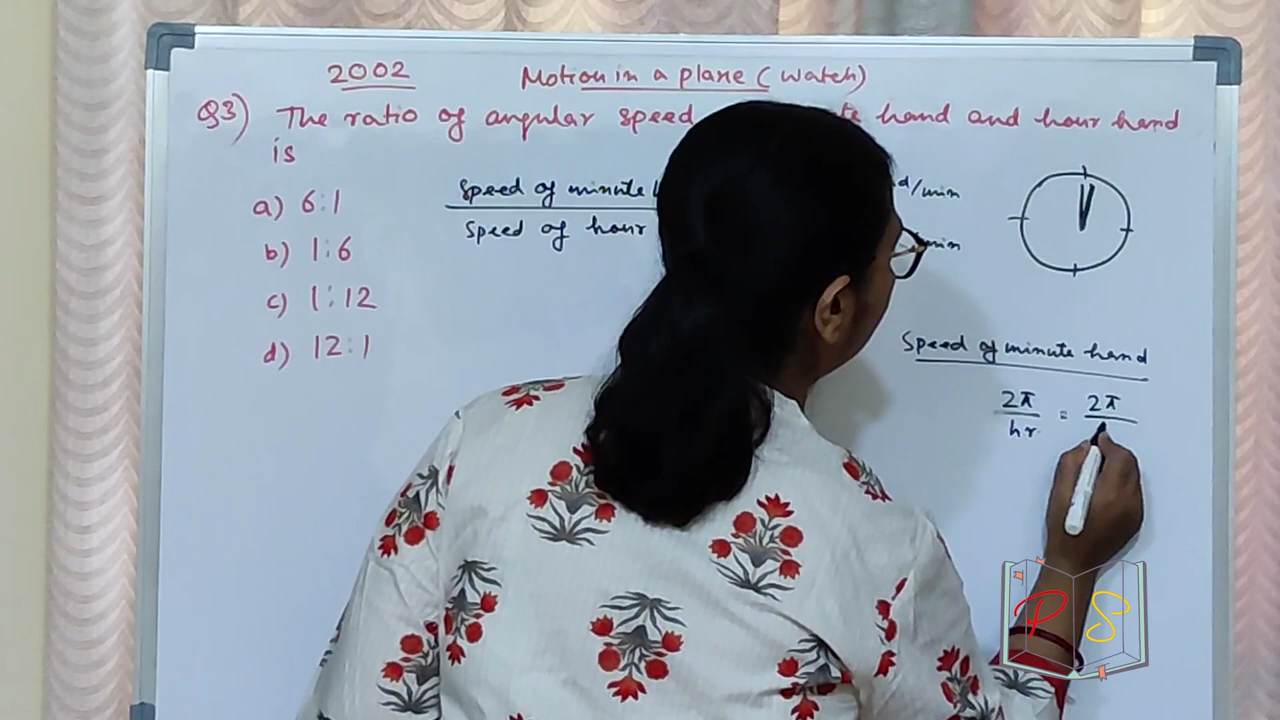 2002 Motion in a plane (watch)
Q3) The ratio of angular speed hand and hour hand
is
a) 6:1
b) 1:6
c) 1:12
d) 12:1
Speed of minute /min
Speed of hour min
Speed of minute hand
2π/hr = 2π
PS